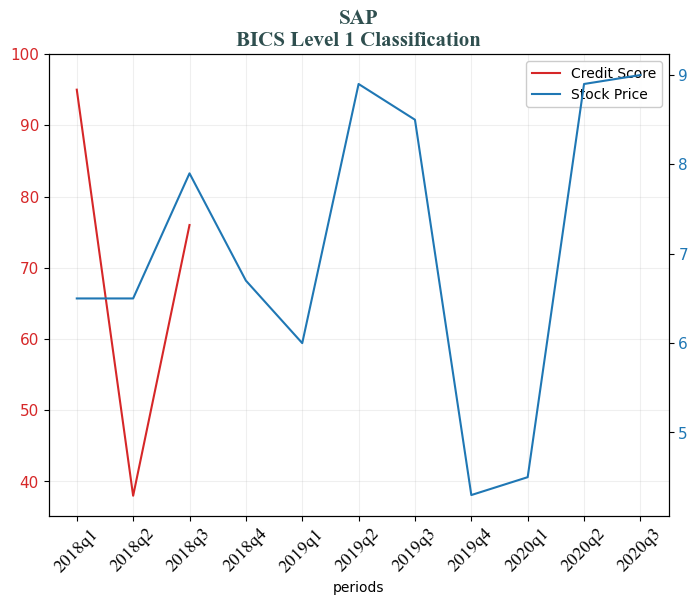 SAP
BICS Level 1 Classification
100
90
80
70
60
50
40
Credit Score
Stock Price
9
8
7
6
5
2018q1
2018q2
2018q3
2018q4
2019q1
2019q2
2019q3
2019q4
2020q1
2020q2
2020q3
periods